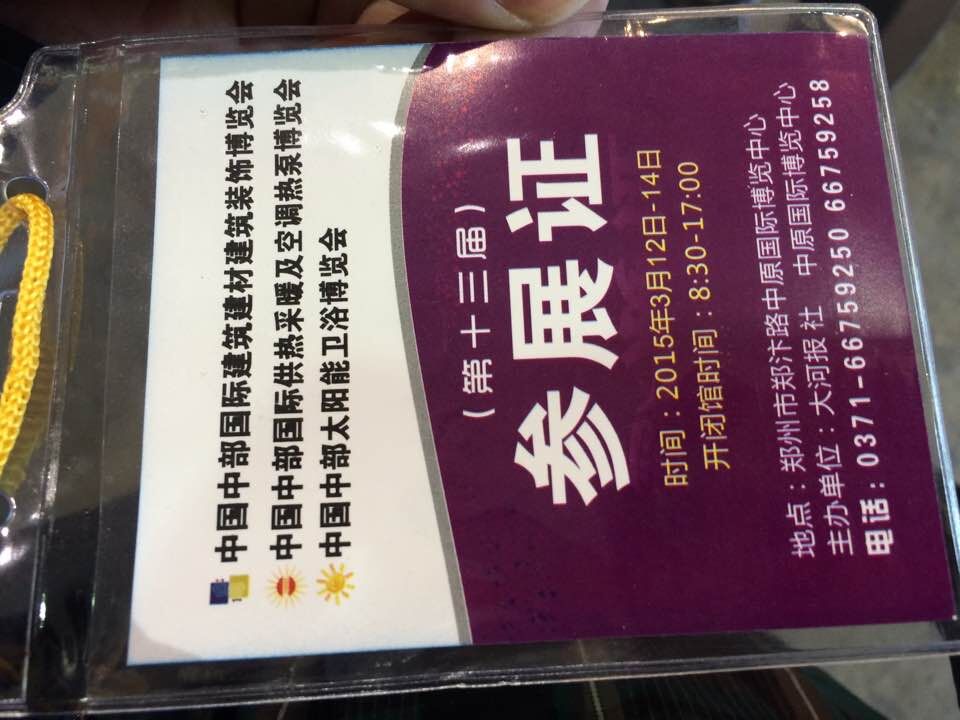 中国中部国际建筑建材建筑装饰博览会
中国中部国际供热采暖及空调热泵博览会
中国中部太阳能卫浴博览会
(第十三届)
参展证
时间:2015年3月12日-14日
开闭馆时间:8:30-17:00
地点:郑州市郑汴路中原国际博览中心
主办单位:大河报社 中原国际博览中心
电话:0371-66759250 66759258